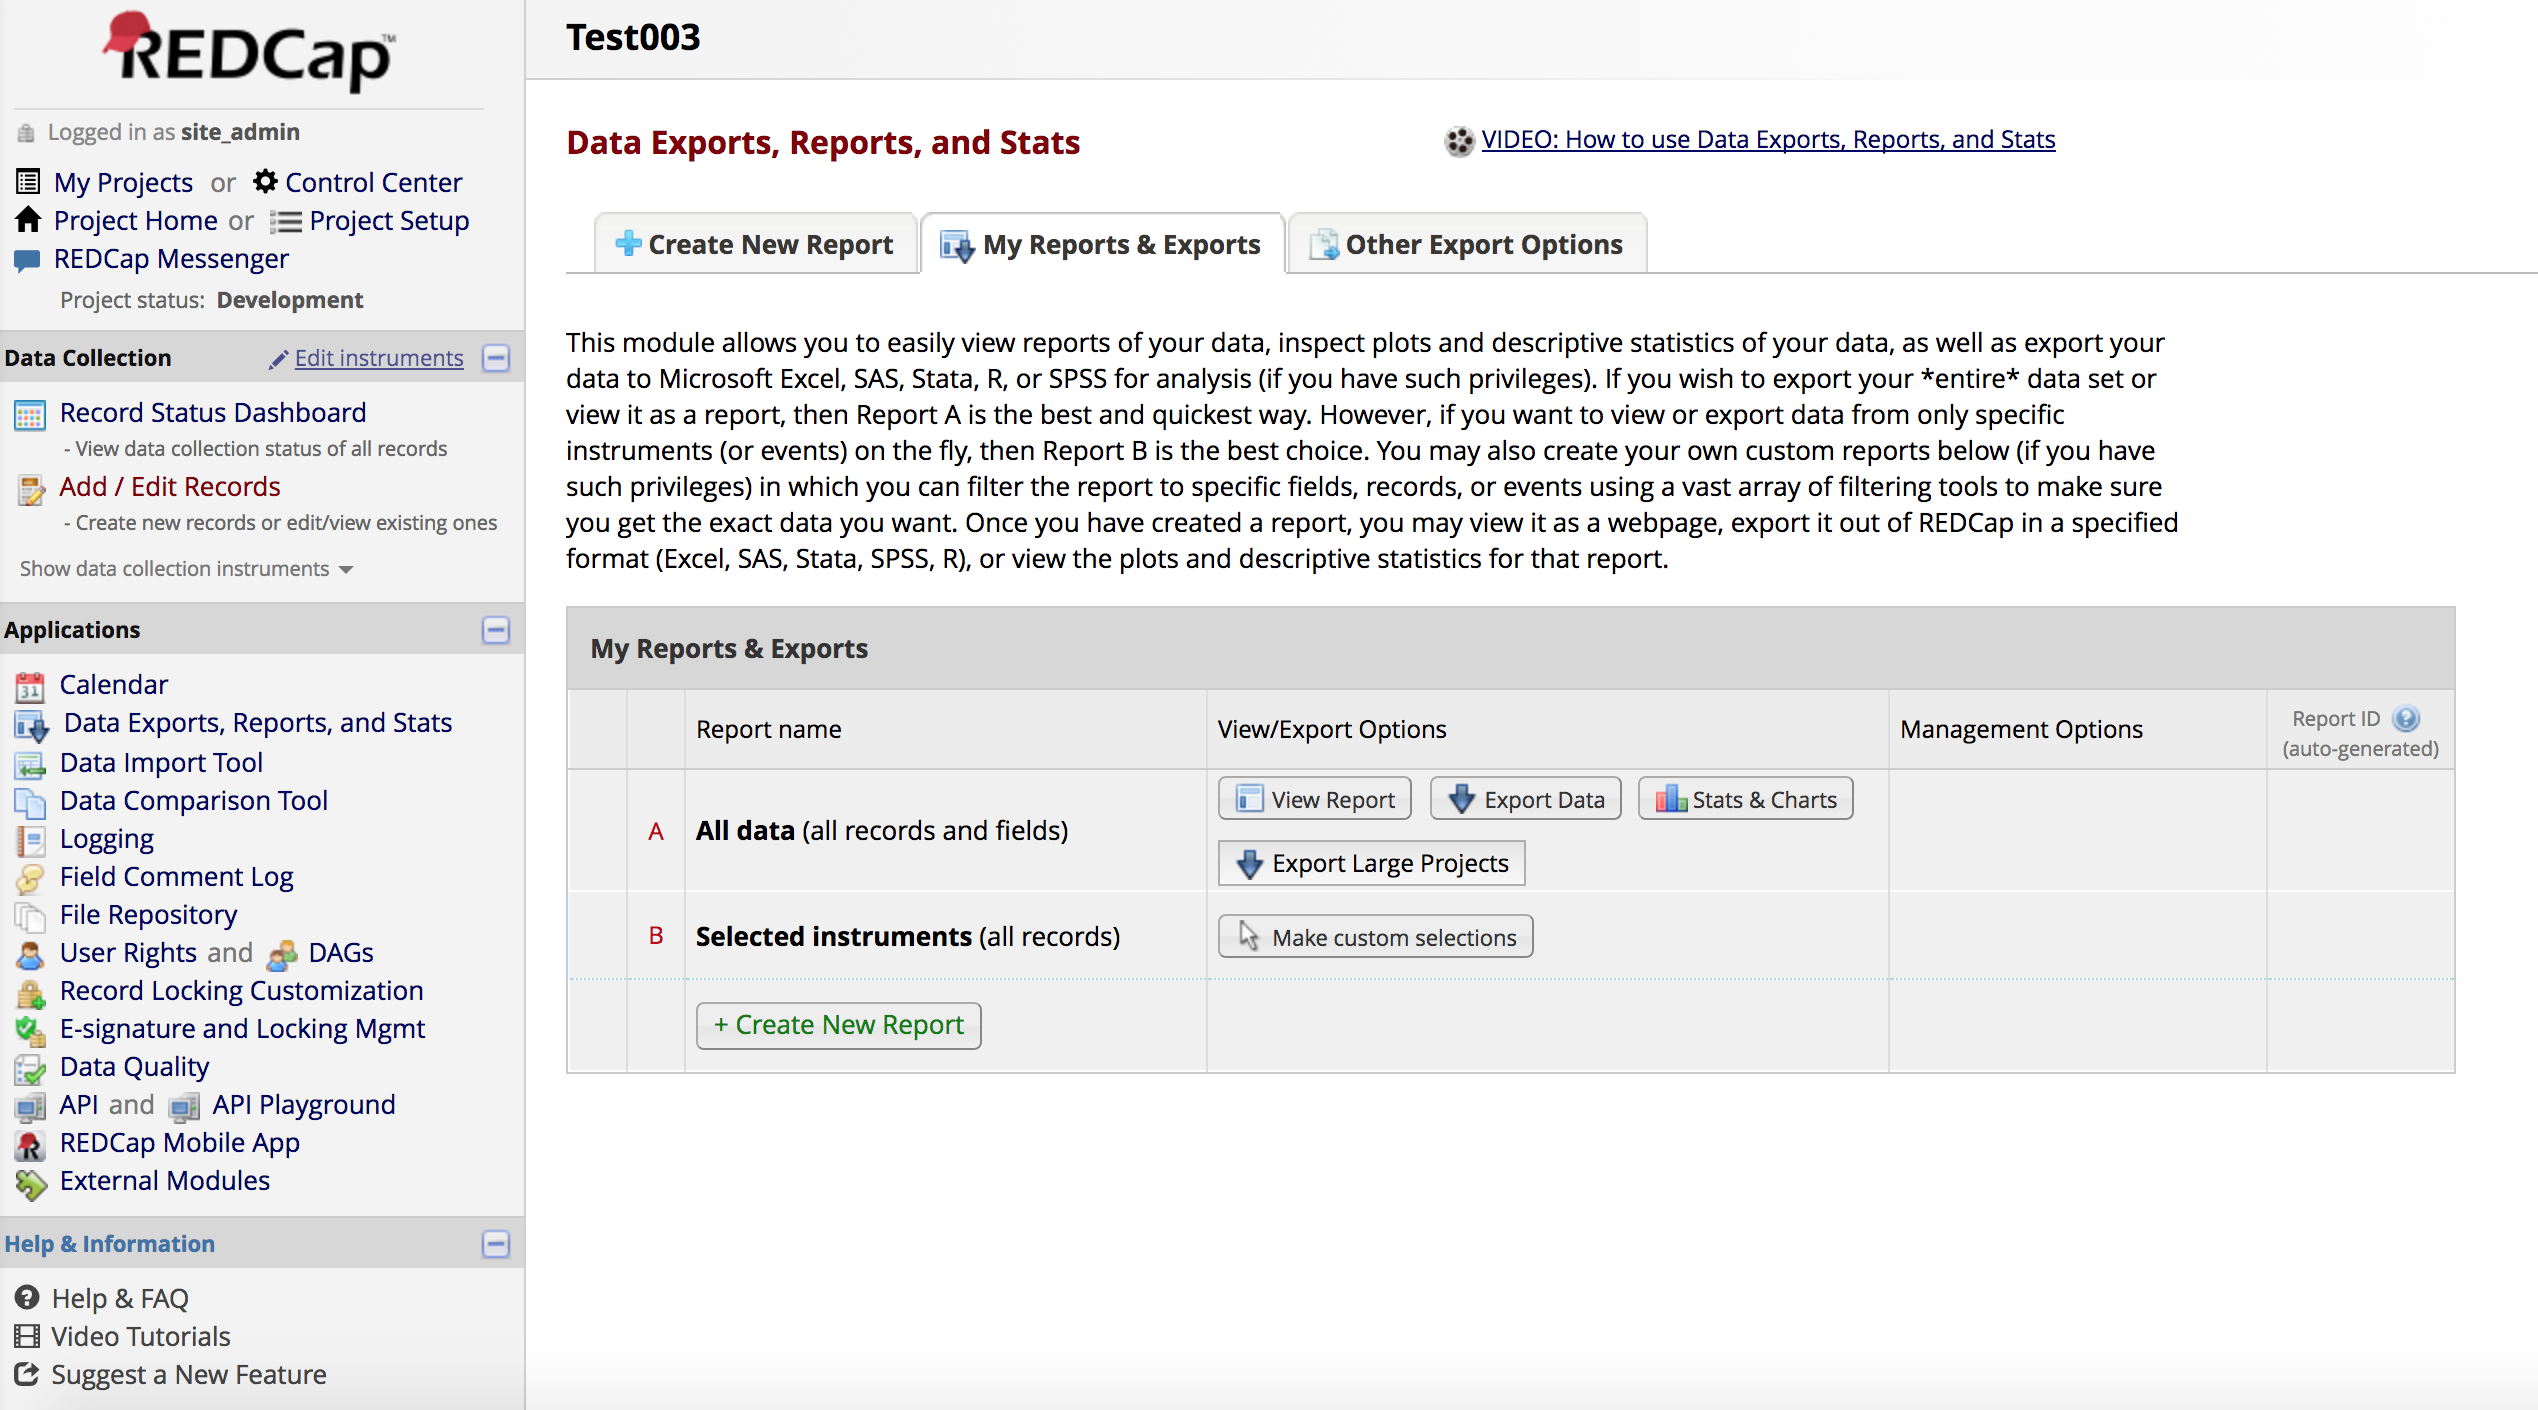 REDCap™
Logged in as site_admin
My Projects or Control Center
Project Home or Project Setup
REDCap Messenger
Project status: Development
Data Collection Edit instruments
Record Status Dashboard
- View data collection status of all records
Add / Edit Records
- Create new records or edit/view existing ones
Show data collection instruments
Applications
31 Calendar
Data Exports, Reports, and Stats
Data Import Tool
Data Comparison Tool
Logging
Field Comment Log
File Repository
User Rights and DAGs
Record Locking Customization
E-signature and Locking Mgmt
Data Quality
API and API Playground
REDCap Mobile App
External Modules
Help & Information
Help & FAQ
Video Tutorials
Suggest a New Feature
Test003
Data Exports, Reports, and Stats
VIDEO: How to use Data Exports, Reports, and Stats
Create New Report
My Reports & Exports
Other Export Options
This module allows you to easily view reports of your data, inspect plots and descriptive statistics of your data, as well as export your
data to Microsoft Excel, SAS, Stata, R, or SPSS for analysis (if you have such privileges). If you wish to export your *entire* data set or
view it as a report, then Report A is the best and quickest way. However, if you want to view or export data from only specific
instruments (or events) on the fly, then Report B is the best choice. You may also create your own custom reports below (if you have
such privileges) in which you can filter the report to specific fields, records, or events using a vast array of filtering tools to make sure
you get the exact data you want. Once you have created a report, you may view it as a webpage, export it out of REDCap in a specified
format (Excel, SAS, Stata, SPSS, R), or view the plots and descriptive statistics for that report.
My Reports & Exports
Report name
View/Export Options
Management Options
Report ID ?
(auto-generated)
A
All data (all records and fields)
View Report
Export Data
Stats & Charts
Export Large Projects
B
Selected instruments (all records)
Make custom selections
+ Create New Report